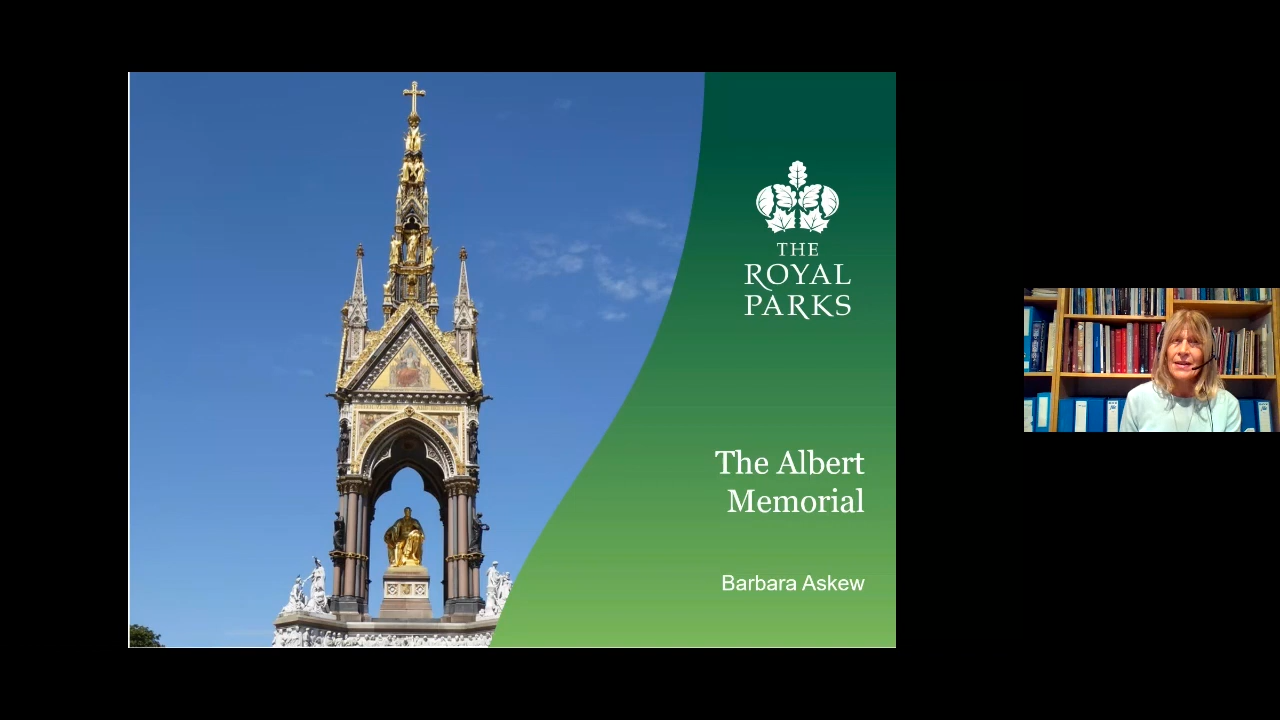 THE
ROYAL
PARKS
The Albert
Memorial
Barbara Askew